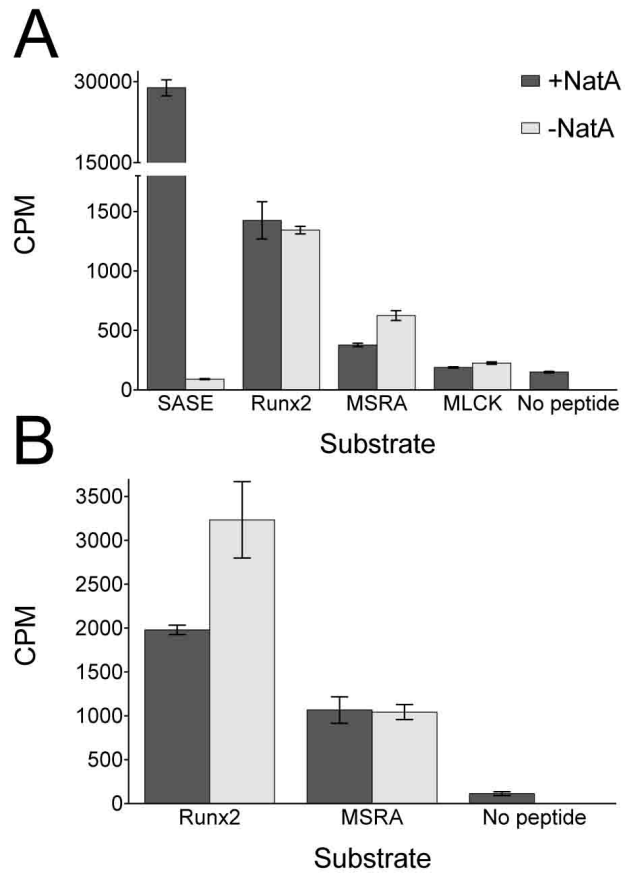 A
+NatA
-NatA
30000
15000
1500
1000
500
0
CPM
SASE Runx2 MSRA MLCK No peptide
Substrate
B
3500
3000
2500
2000
1500
1000
500
0
CPM
Runx2 MSRA No peptide
Substrate